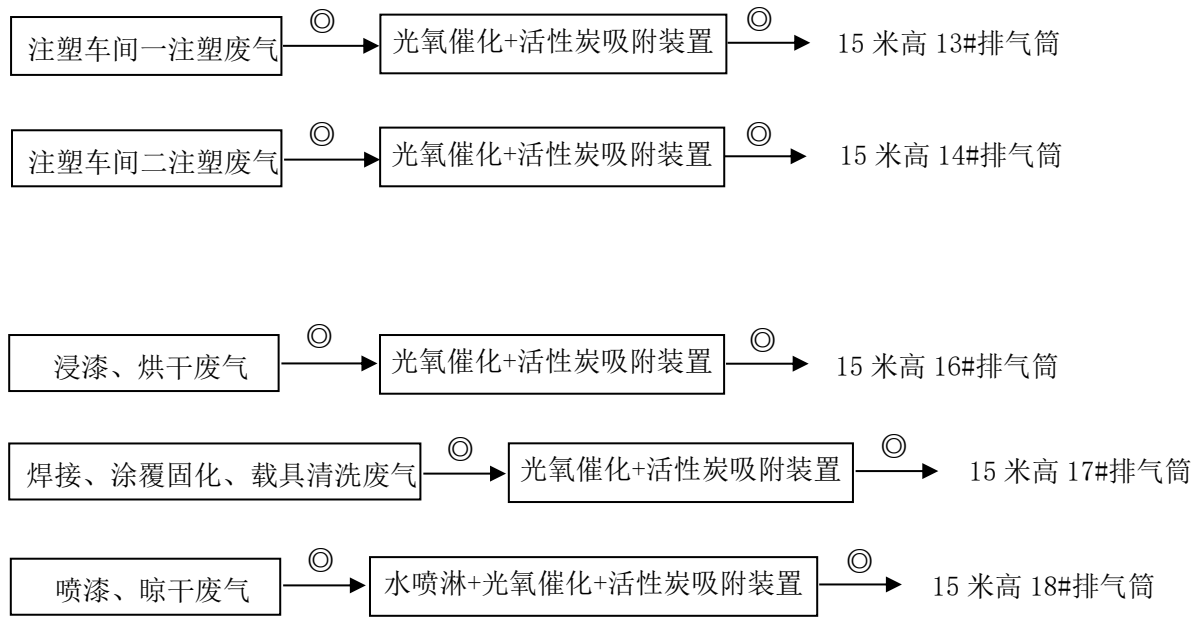 ◎ ◎
注塑车间一注塑废气 光氧催化+活性炭吸附装置 15 米高 13#排气筒
◎ ◎
注塑车间二注塑废气 光氧催化+活性炭吸附装置 15 米高 14#排气筒
◎ ◎
浸漆、烘干废气 光氧催化+活性炭吸附装置 15 米高 16#排气筒
◎ ◎
焊接、涂覆固化、载具清洗废气 光氧催化+活性炭吸附装置 15 米高 17#排气筒
◎ ◎
喷漆、晾干废气 水喷淋+光氧催化+活性炭吸附装置 15 米高 18#排气筒